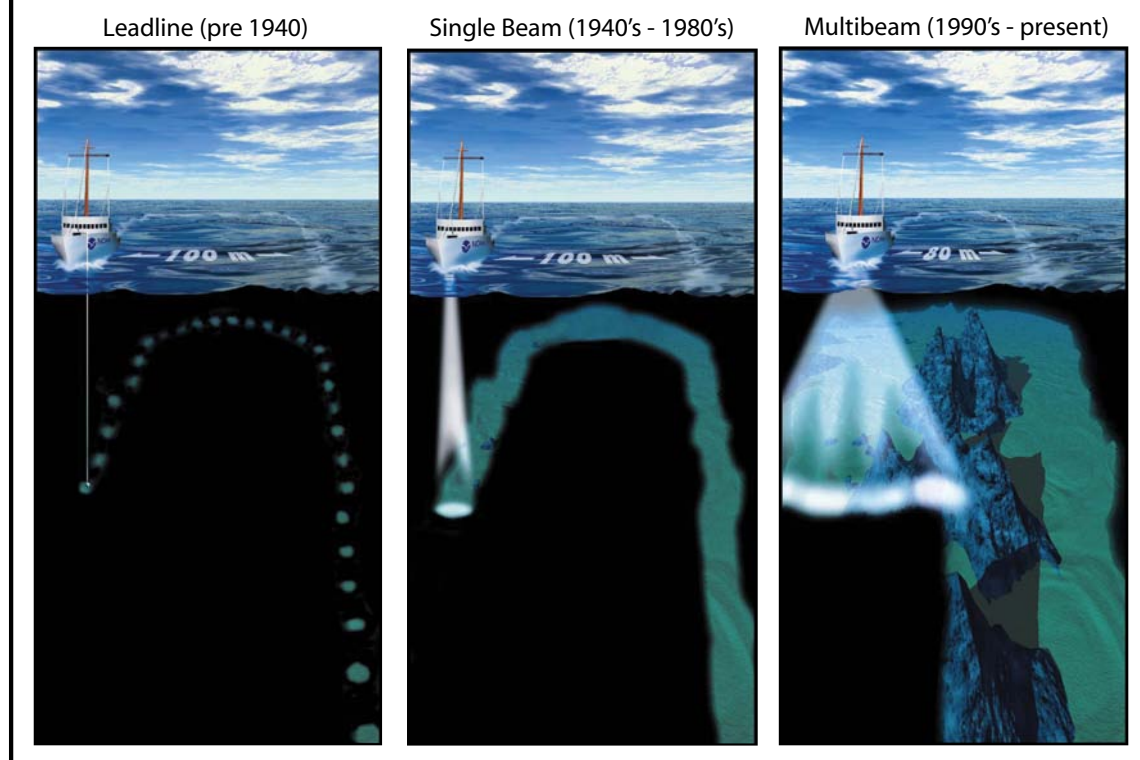 Leadline (pre 1940)
Single Beam (1940's - 1980's)
Multibeam (1990's - present)
100 m
100 m
80 m